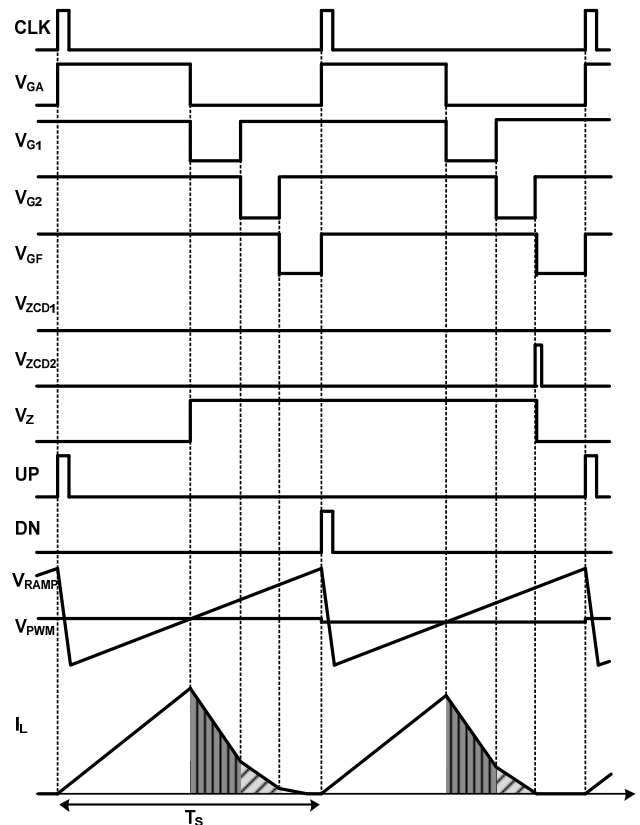 CLK
VGA
VG1
VG2
VGF
VZCD1
VZCD2
VZ
UP
DN
VRAMP
VPWM
IL
TS